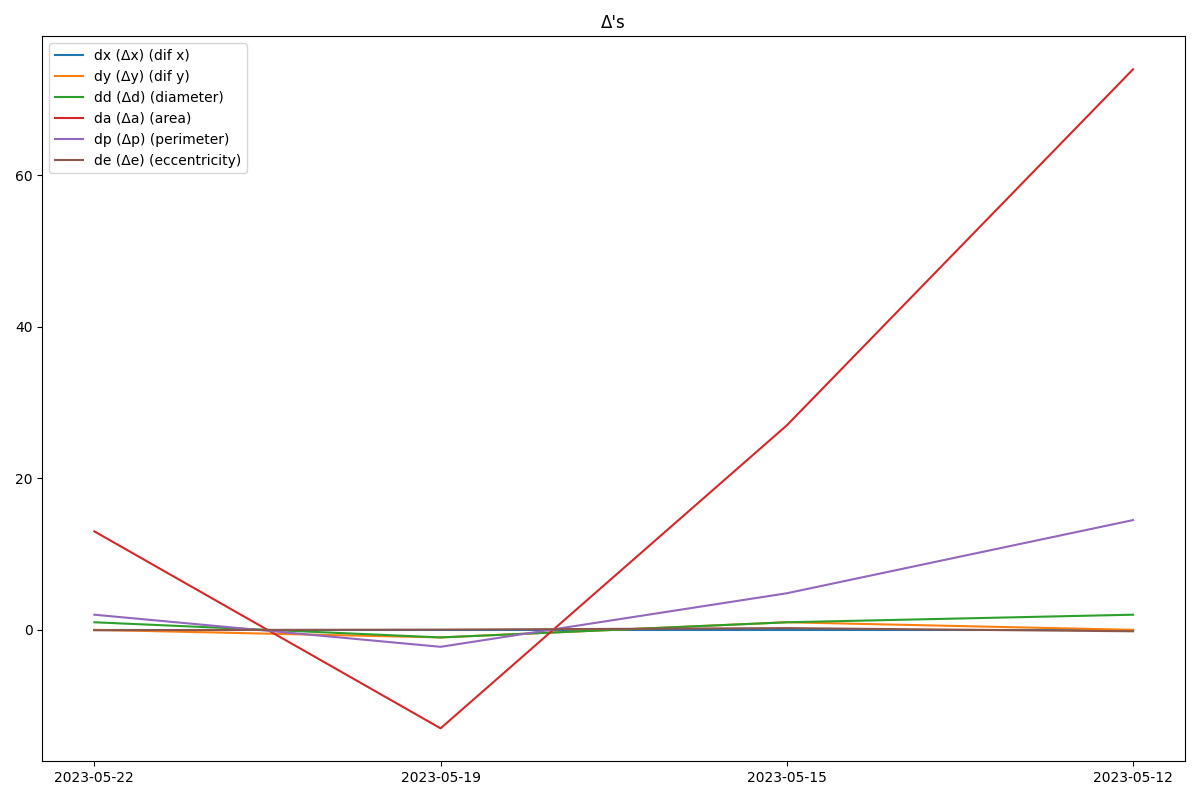 Δ's
dx (Δx) (dif x)
dy (Δy) (dif y)
dd (Δd) (diameter)
da (Δa) (area)
dp (Δp) (perimeter)
de (Δe) (eccentricity)
60
40
20
0
2023-05-22 2023-05-19 2023-05-15 2023-05-12